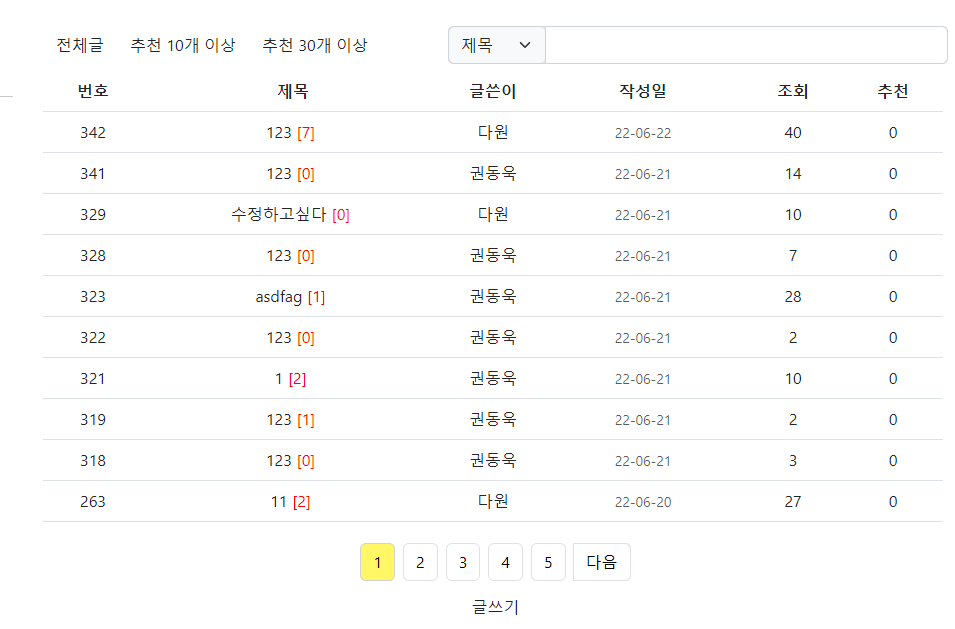 전체글 추천 10개 이상 추천 30개 이상 제목
번호 제목 글쓴이 작성일 조회 추천
342 123 [7] 다원 22-06-22 40 0
341 123 [0] 권동욱 22-06-21 14 0
329 수정하고싶다 [0] 다원 22-06-21 10 0
328 123 [0] 권동욱 22-06-21 7 0
323 asdfag [1] 권동욱 22-06-21 28 0
322 123 [0] 권동욱 22-06-21 2 0
321 1 [2] 권동욱 22-06-21 10 0
319 123 [1] 권동욱 22-06-21 2 0
318 123 [0] 권동욱 22-06-21 3 0
263 11 [2] 다원 22-06-20 27 0
1 2 3 4 5 다음
글쓰기